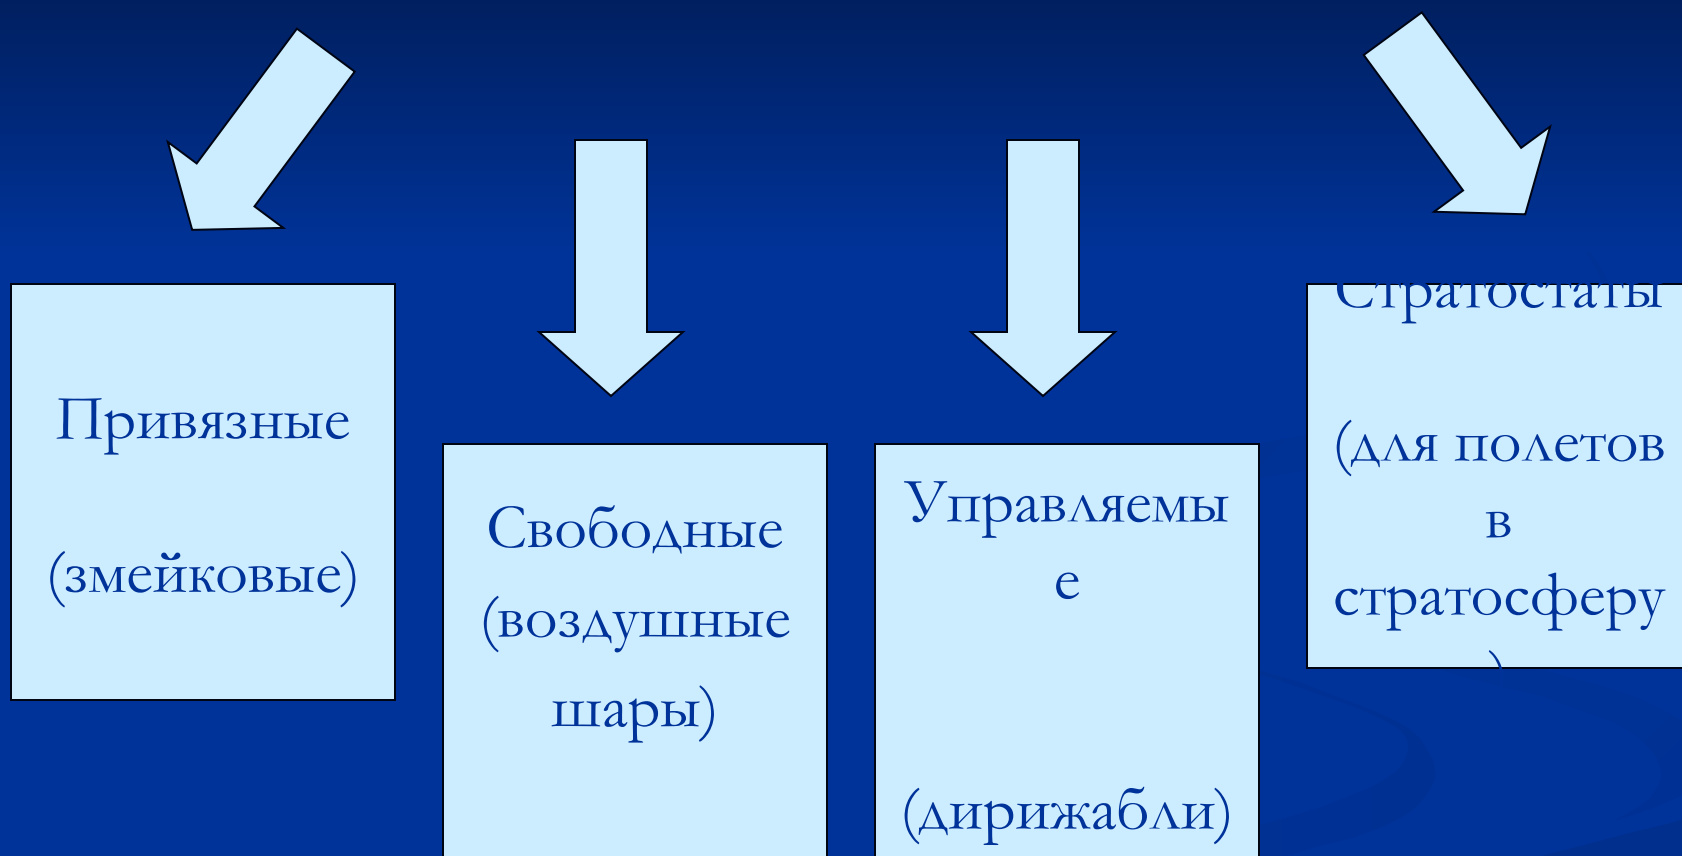 Привязные
(змейковые)
Свободные
(воздушные
шары)
Управляемы
е
(дирижабли)
Стратостаты
(для полетов
в
стратосферу
)